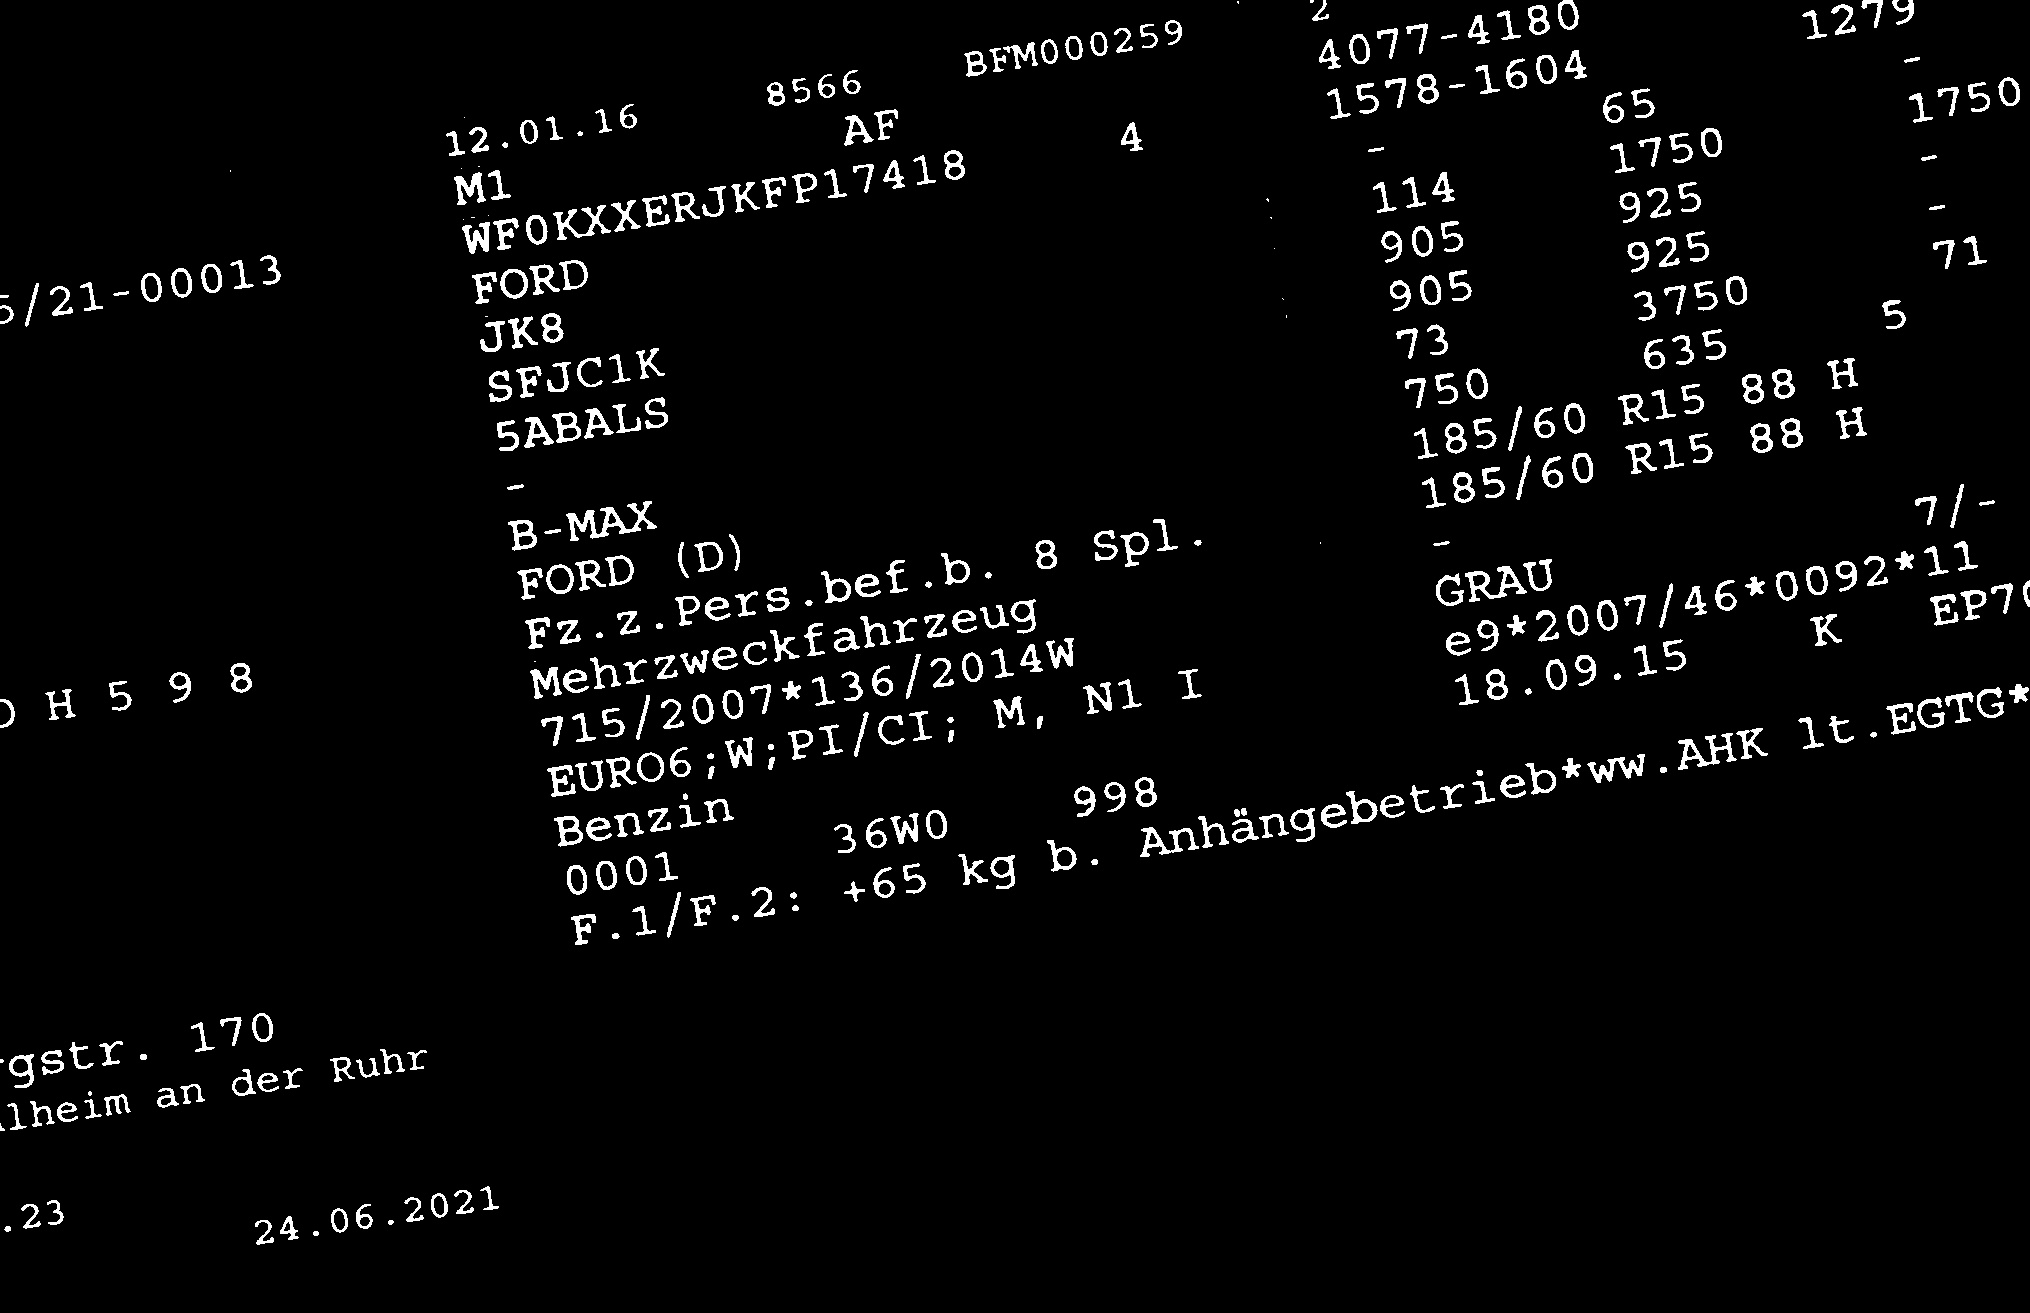 12.01.16 8566 BFM000259
M1 AF
WF0KXXERJKFP17418 4
FORD
JK8
SFJC1K
5ABALS
-
B-MAX
FORD (D)
Fz.z.Pers.bef.b. 8 Spl.
Mehrzweckfahrzeug
715/2007*136/2014W
EURO6;W;PI/CI; M, N1 I
Benzin
0001 36W0 998
F.1/F.2: +65 kg b. Anhängebetrieb*ww.AHK lt.EGTG*
2
4077-4180 1279
1578-1604 -
- 65 1750
114 1750 -
905 925 -
905 925 71
73 3750
750 635 5
185/60 R15 88 H
185/60 R15 88 H
- 7/-
GRAU
e9*2007/46*0092*11
18.09.15 K EP70
5/21-00013
H 5 9 8
rgstr. 170
lheim an der Ruhr
.23 24.06.2021